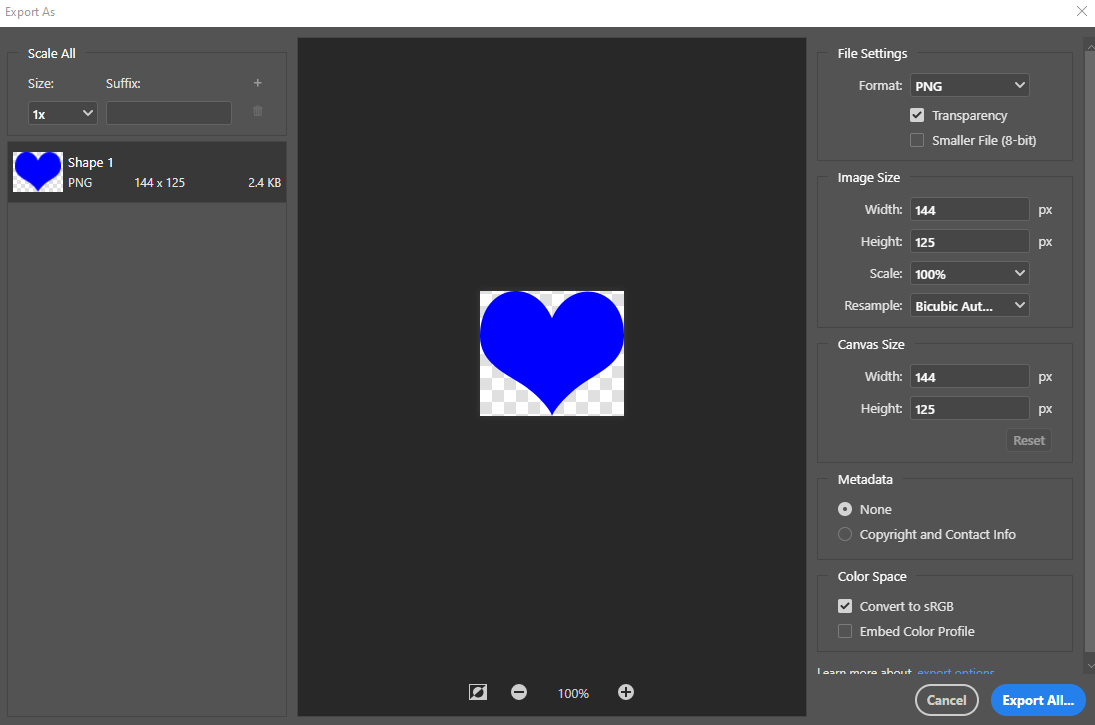 Export As
Scale All
Size: Suffix: +
1x
Shape 1
PNG 144 x 125 2.4 KB
100%
File Settings
Format: PNG
Transparency
Smaller File (8-bit)
Image Size
Width: 144 px
Height: 125 px
Scale: 100%
Resample: Bicubic Aut...
Canvas Size
Width: 144 px
Height: 125 px
Reset
Metadata
None
Copyright and Contact Info
Color Space
Convert to sRGB
Embed Color Profile
Learn more about export options
Cancel Export All...